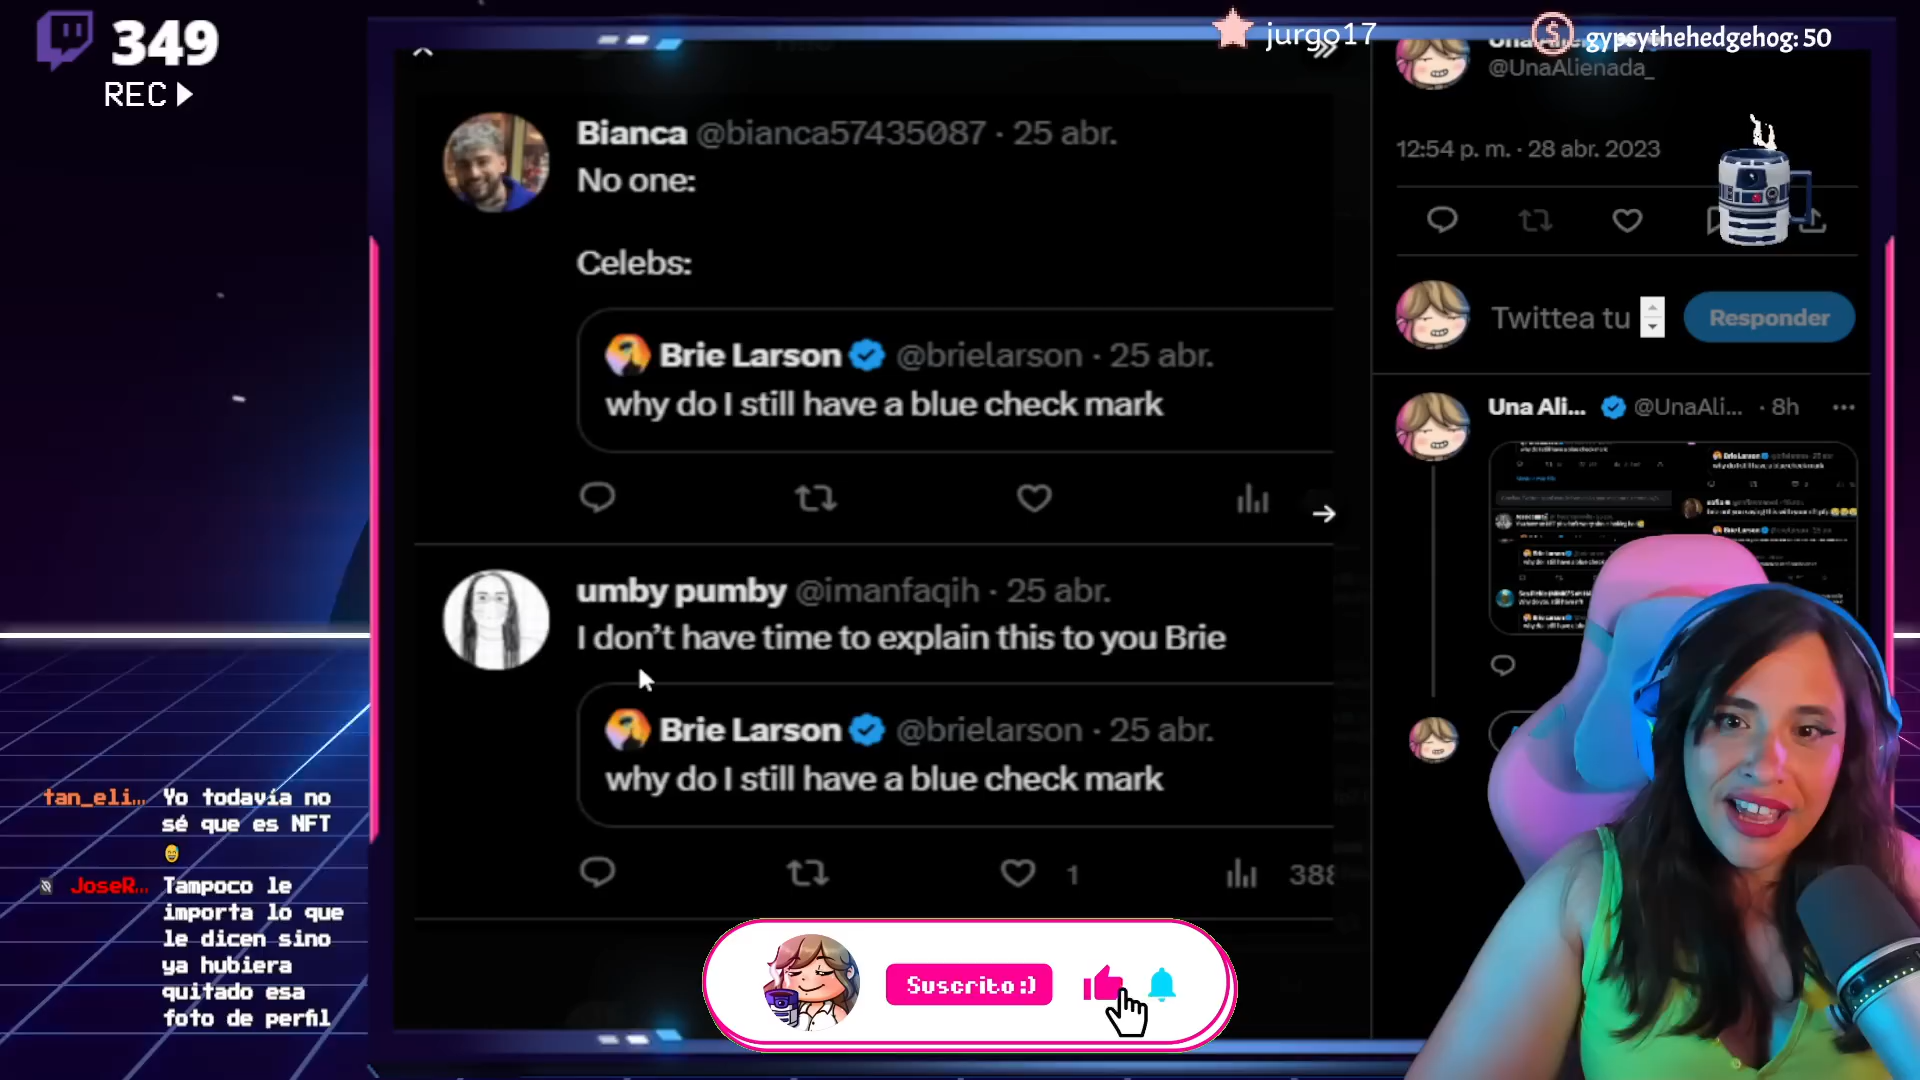 349
REC
jurgo17
gypsythehedgehog: 50
Bianca @bianca57435087 · 25 abr.
No one:
Celebs:
Brie Larson @brielarson · 25 abr.
why do I still have a blue check mark
umby pumby @imanfaqih · 25 abr.
I don't have time to explain this to you Brie
Brie Larson @brielarson · 25 abr.
why do I still have a blue check mark
1
388
@UnaAlienada_
12:54 p. m. · 28 abr. 2023
Twittea tu
Responder
Una Ali... @UnaAli... · 8h
tan_eli… Yo todavía no
sé que es NFT
JoseR… Tampoco le
importa lo que
le dicen sino
ya hubiera
quitado esa
foto de perfil
Suscrito :)